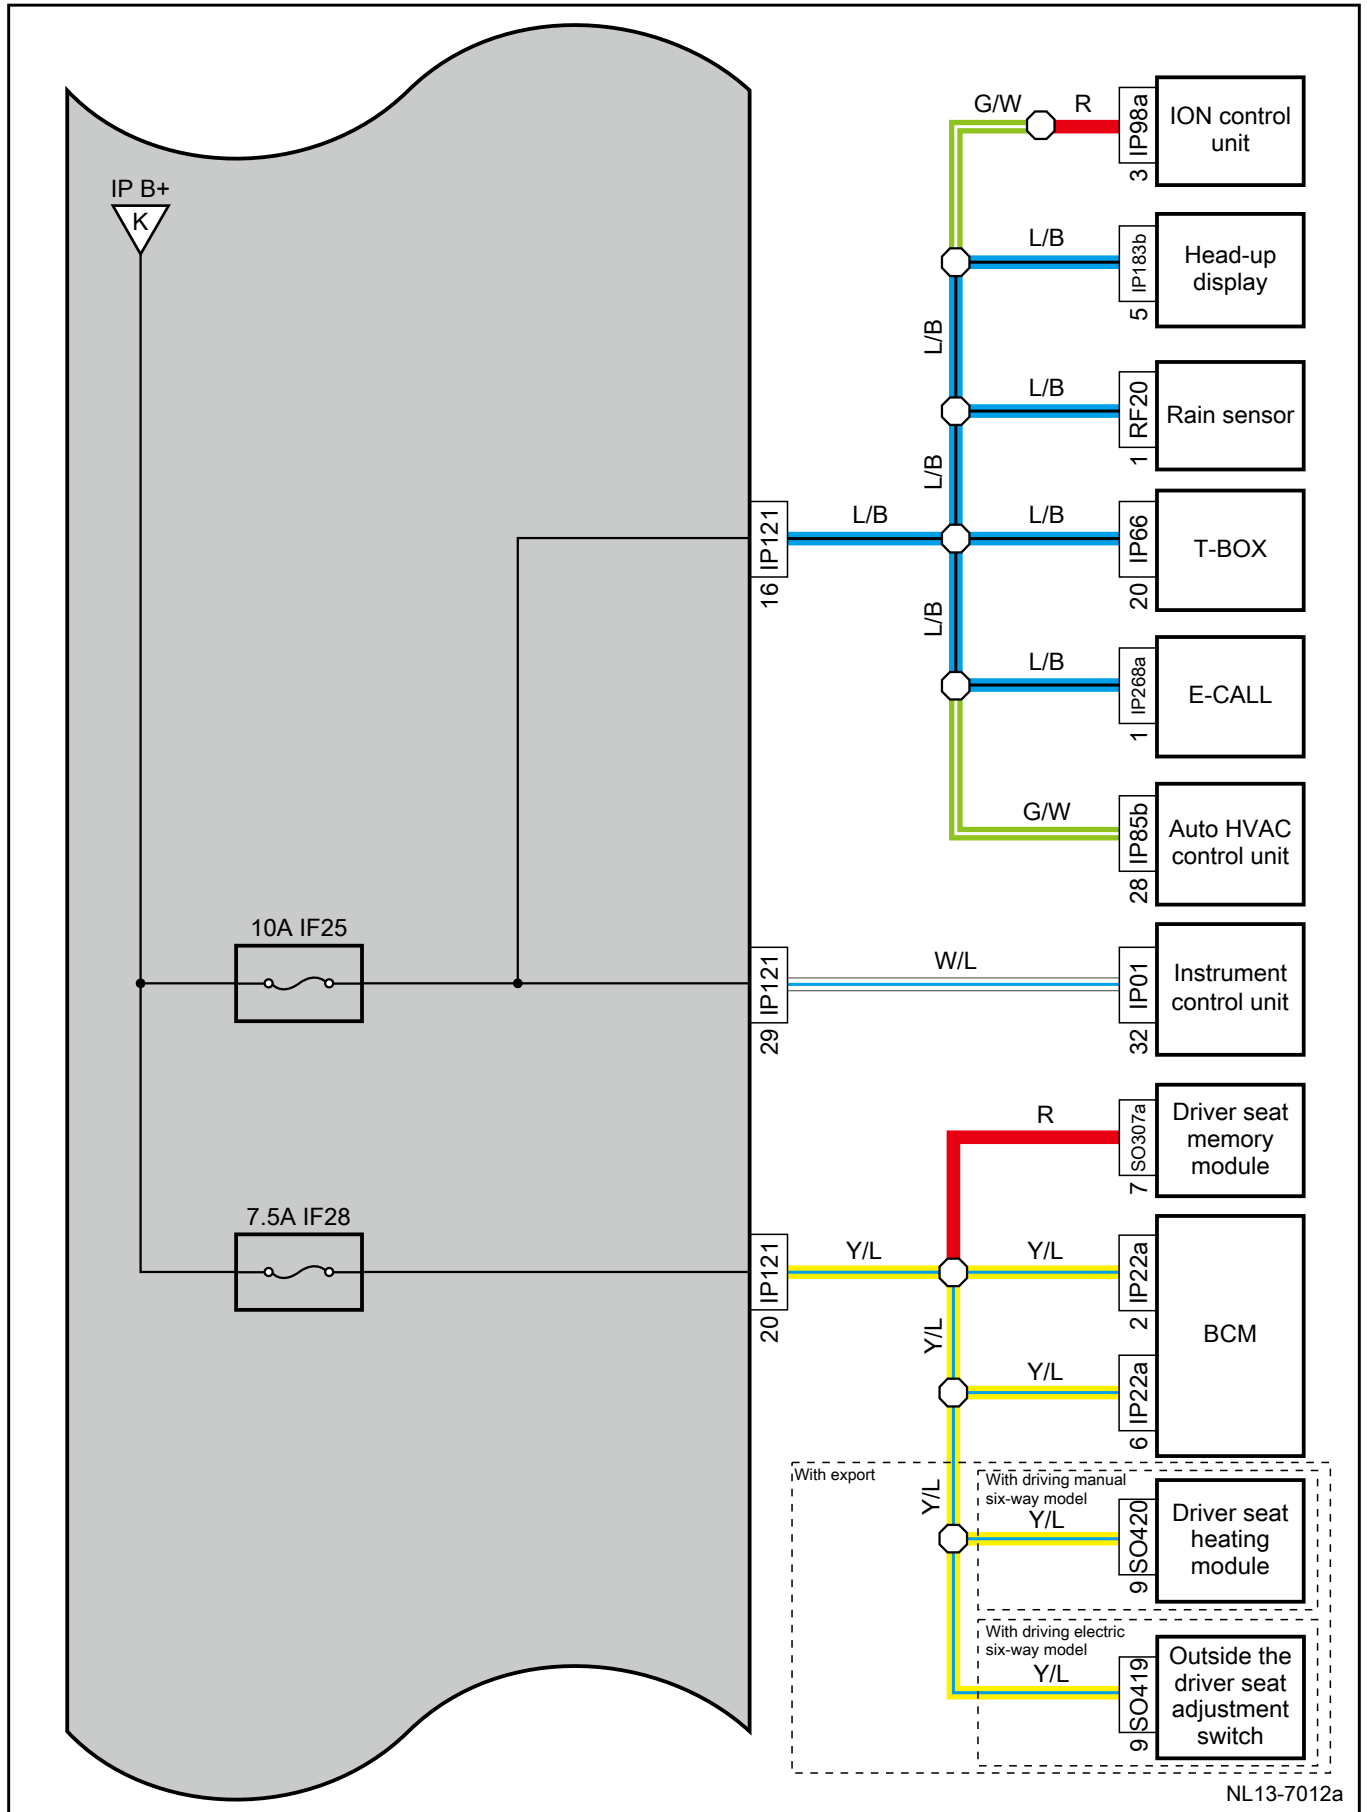 G/W
R
3 IP98a
ION control
unit
IP B+
K
L/B
5 IP183b
Head-up
display
L/B
L/B
1 RF20
Rain sensor
L/B
16 IP121
L/B
L/B
20 IP66
T-BOX
L/B
L/B
1 IP268a
E-CALL
G/W
28 IP85b
Auto HVAC
control unit
10A IF25
29 IP121
W/L
32 IP01
Instrument
control unit
R
7 SO307a
Driver seat
memory
module
7.5A IF28
20 IP121
Y/L
Y/L
2 IP22a
BCM
Y/L
Y/L
6 IP22a
With export
With driving manual
six-way model
Y/L
Y/L
9 SO420
Driver seat
heating
module
With driving electric
six-way model
Y/L
9 SO419
Outside the
driver seat
adjustment
switch
NL13-7012a